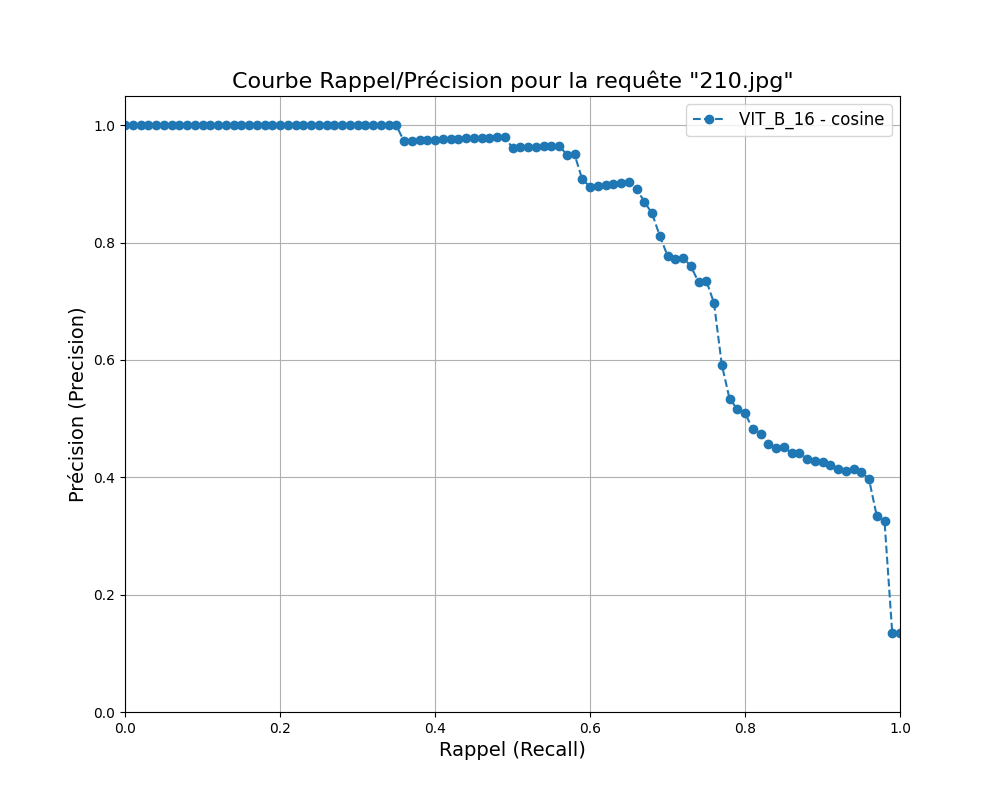 Courbe Rappel/Précision pour la requête "210.jpg"
VIT_B_16 - cosine
Précision (Precision)
1.0
0.8
0.6
0.4
0.2
0.0
0.0 0.2 0.4 0.6 0.8 1.0
Rappel (Recall)